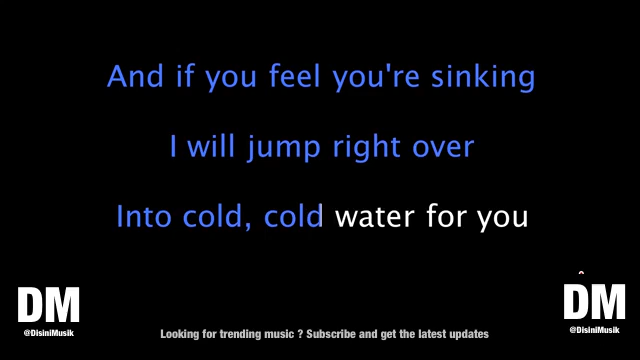 And if you feel you're sinking
I will jump right over
Into cold, cold water for you
DM
@DisiniMusik
DM
@DisiniMusik
Looking for trending music ? Subscribe and get the latest updates